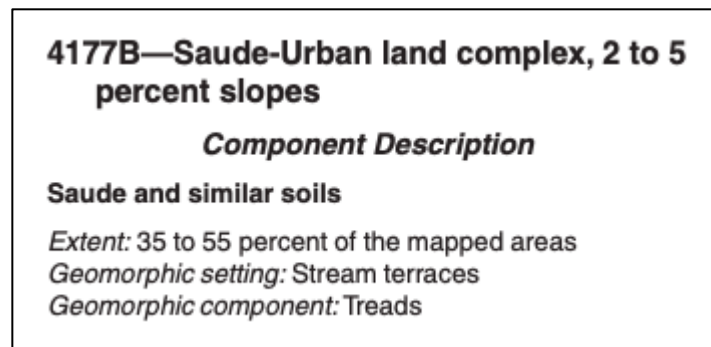 4177B—Saude-Urban land complex, 2 to 5
percent slopes
Component Description
Saude and similar soils
Extent: 35 to 55 percent of the mapped areas
Geomorphic setting: Stream terraces
Geomorphic component: Treads